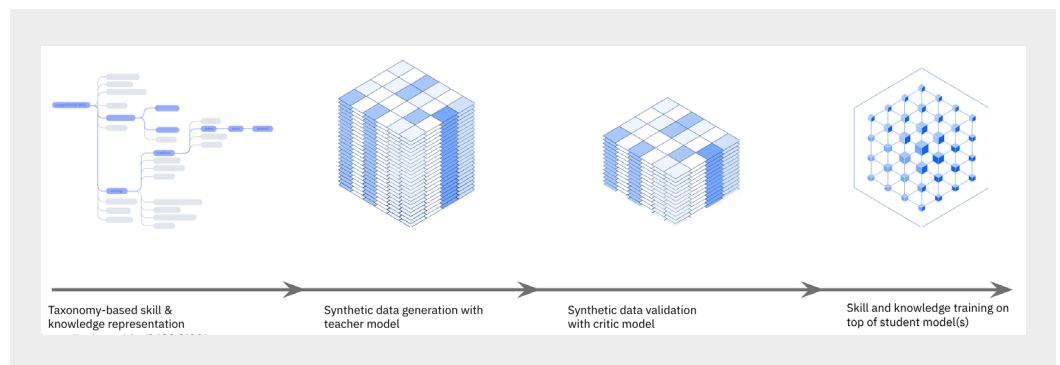 Taxonomy-based skill &
knowledge representation
Synthetic data generation with
teacher model
Synthetic data validation
with critic model
Skill and knowledge training on
top of student model(s)